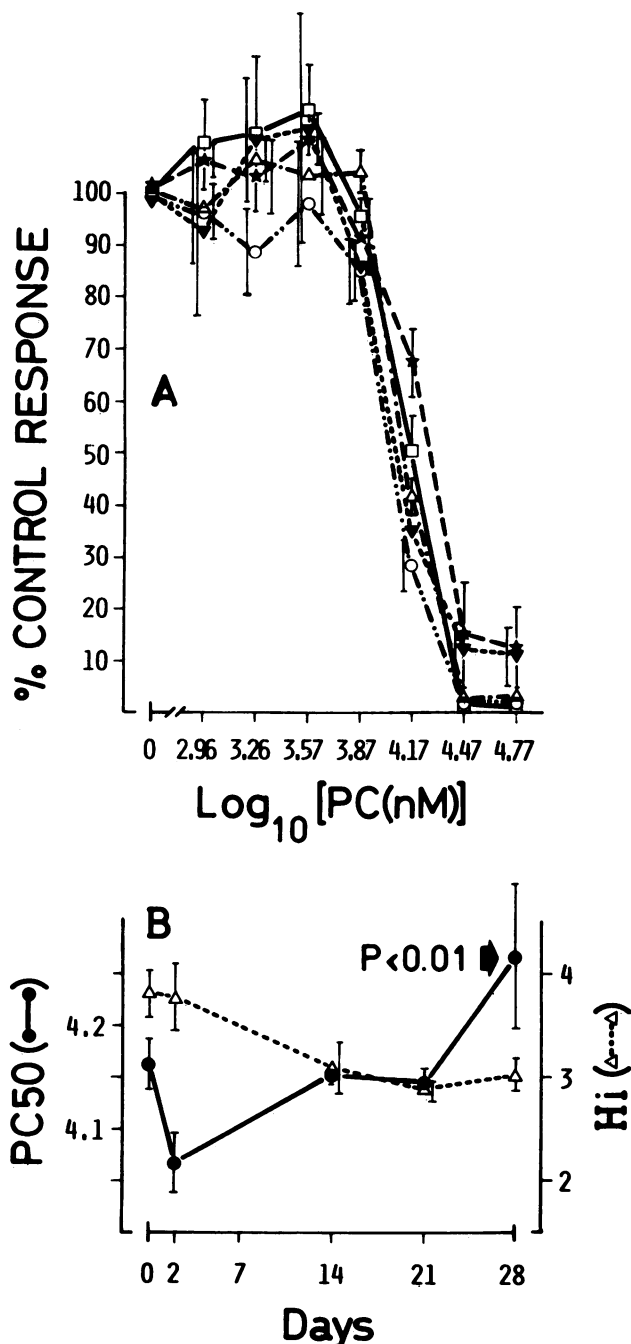 % CONTROL RESPONSE
100
90
80
70
60
50
40
30
20
10
A
0 2.96 3.26 3.57 3.87 4.17 4.47 4.77
Log10 [PC(nM)]
B
P<0.01
PC50 ( )
4.2
4.1
4
3
2
Hi ( )
0 2 7 14 21 28
Days